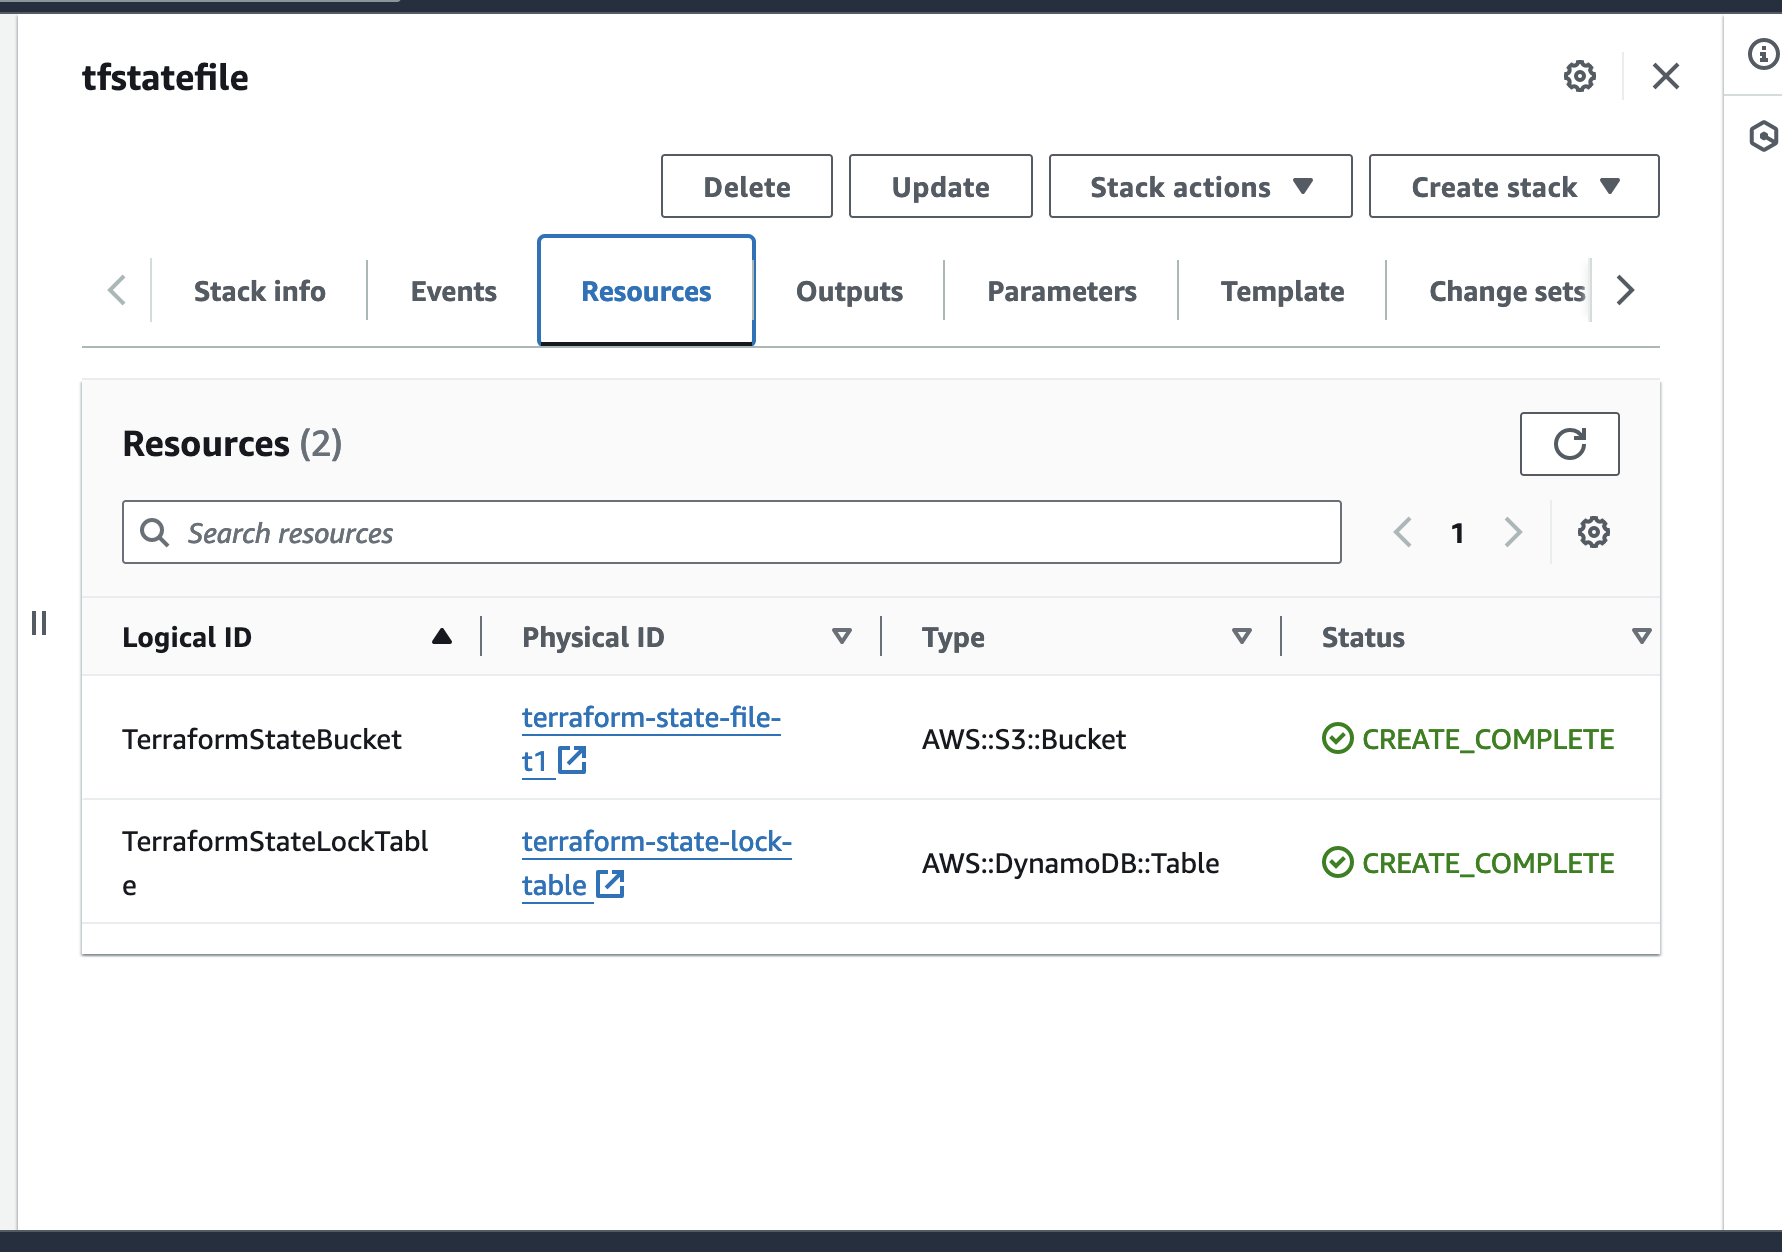 tfstatefile
Delete
Update
Stack actions
Create stack
Stack info
Events
Resources
Outputs
Parameters
Template
Change sets
Resources (2)
Search resources
1
Logical ID
Physical ID
Type
Status
TerraformStateBucket
terraform-state-file-
t1
AWS::S3::Bucket
CREATE_COMPLETE
TerraformStateLockTabl
e
terraform-state-lock-
table
AWS::DynamoDB::Table
CREATE_COMPLETE